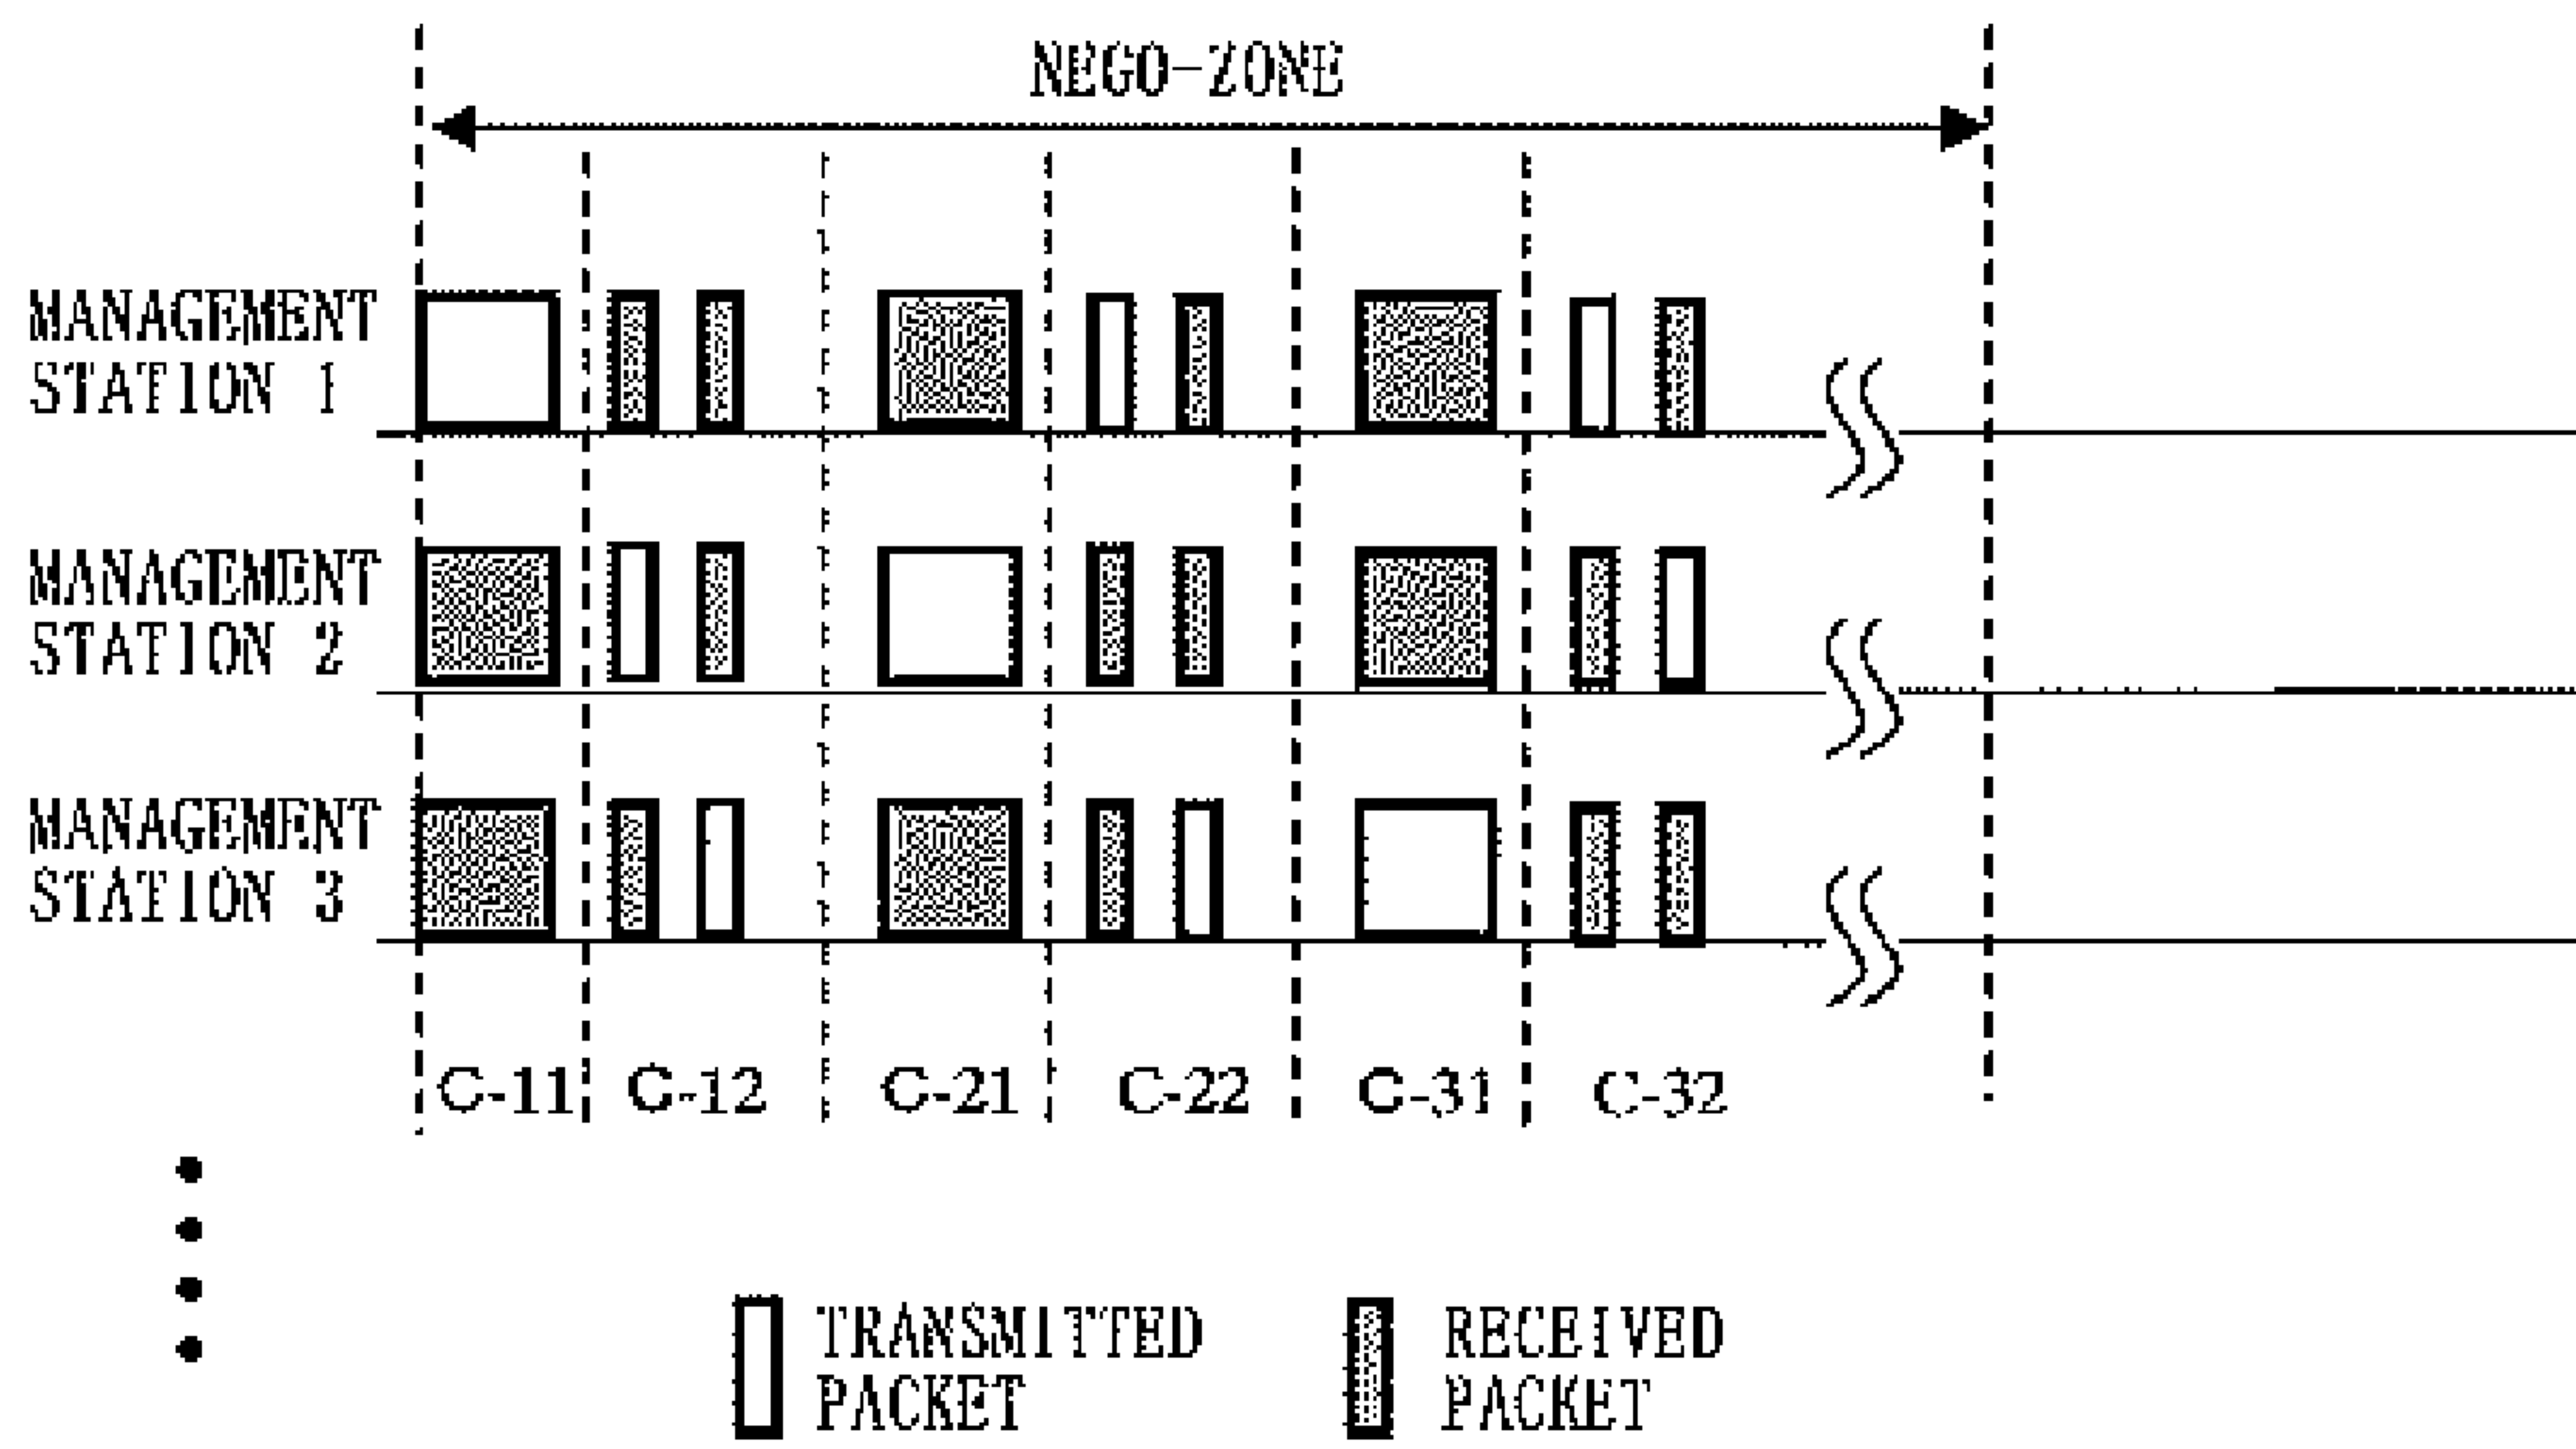 NEGO-ZONE
MANAGEMENT
STATION 1
MANAGEMENT
STATION 2
MANAGEMENT
STATION 3
C-11 C-12 C-21 C-22 C-31 C-32
TRANSMITTED
PACKET
RECEIVED
PACKET